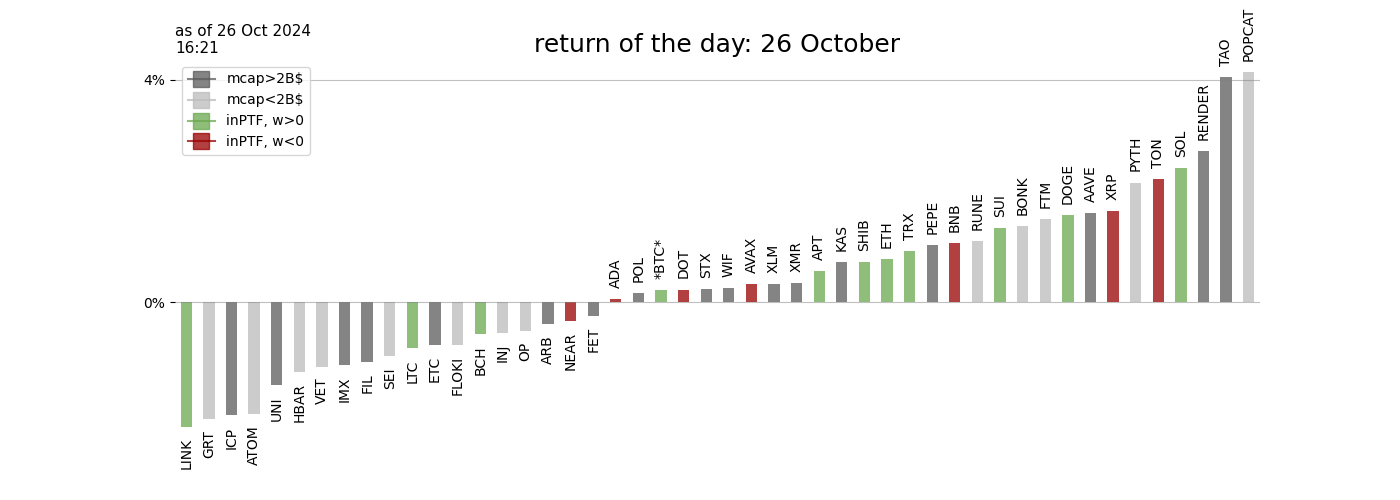 as of 26 Oct 2024
16:21
return of the day: 26 October
4%
0%
mcap>2B$
mcap<2B$
inPTF, w>0
inPTF, w<0
LINK
GRT
ICP
ATOM
UNI
HBAR
VET
IMX
FIL
SEI
LTC
ETC
FLOKI
BCH
INJ
OP
ARB
NEAR
FET
ADA
POL
*BTC*
DOT
STX
WIF
AVAX
XLM
XMR
APT
KAS
SHIB
ETH
TRX
PEPE
BNB
RUNE
SUI
BONK
FTM
DOGE
AAVE
XRP
PYTH
TON
SOL
RENDER
TAO
POPCAT